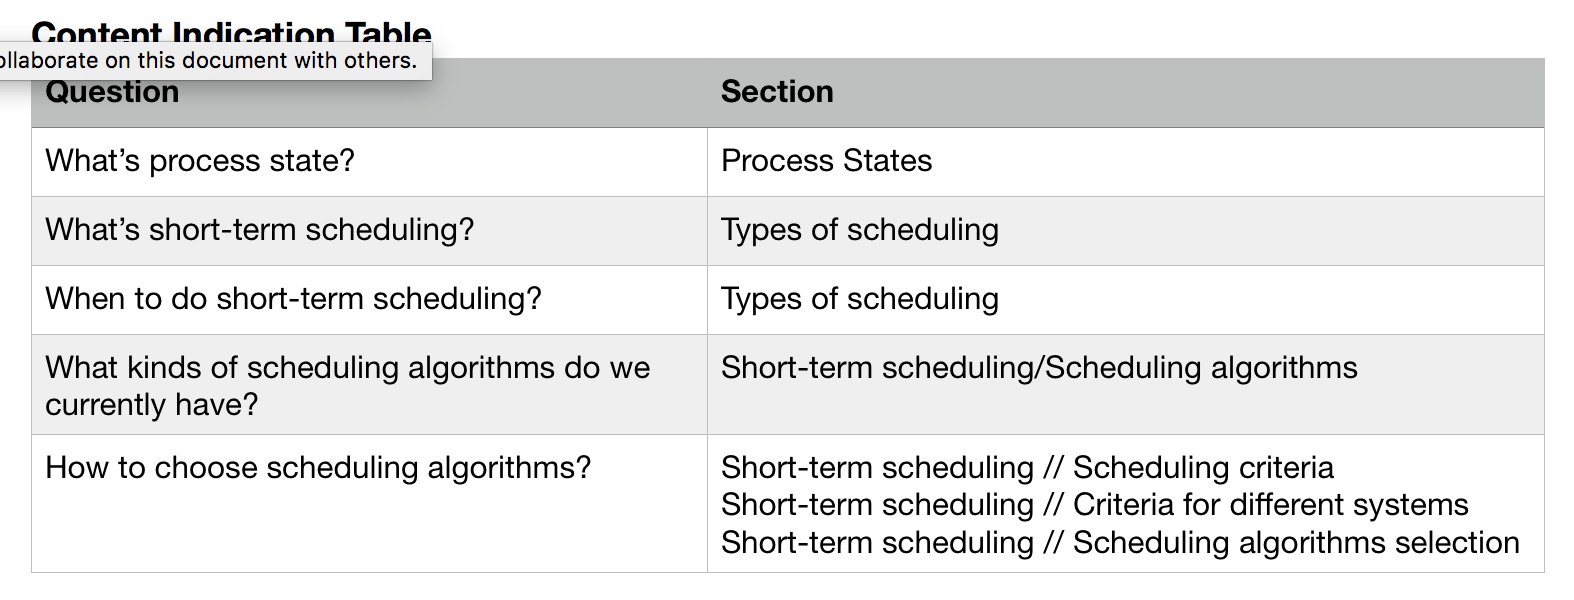 Content Indication Table
ollaborate on this document with others.
Question Section
What's process state? Process States
What's short-term scheduling? Types of scheduling
When to do short-term scheduling? Types of scheduling
What kinds of scheduling algorithms do we Short-term scheduling/Scheduling algorithms
currently have?
How to choose scheduling algorithms? Short-term scheduling // Scheduling criteria
Short-term scheduling // Criteria for different systems
Short-term scheduling // Scheduling algorithms selection